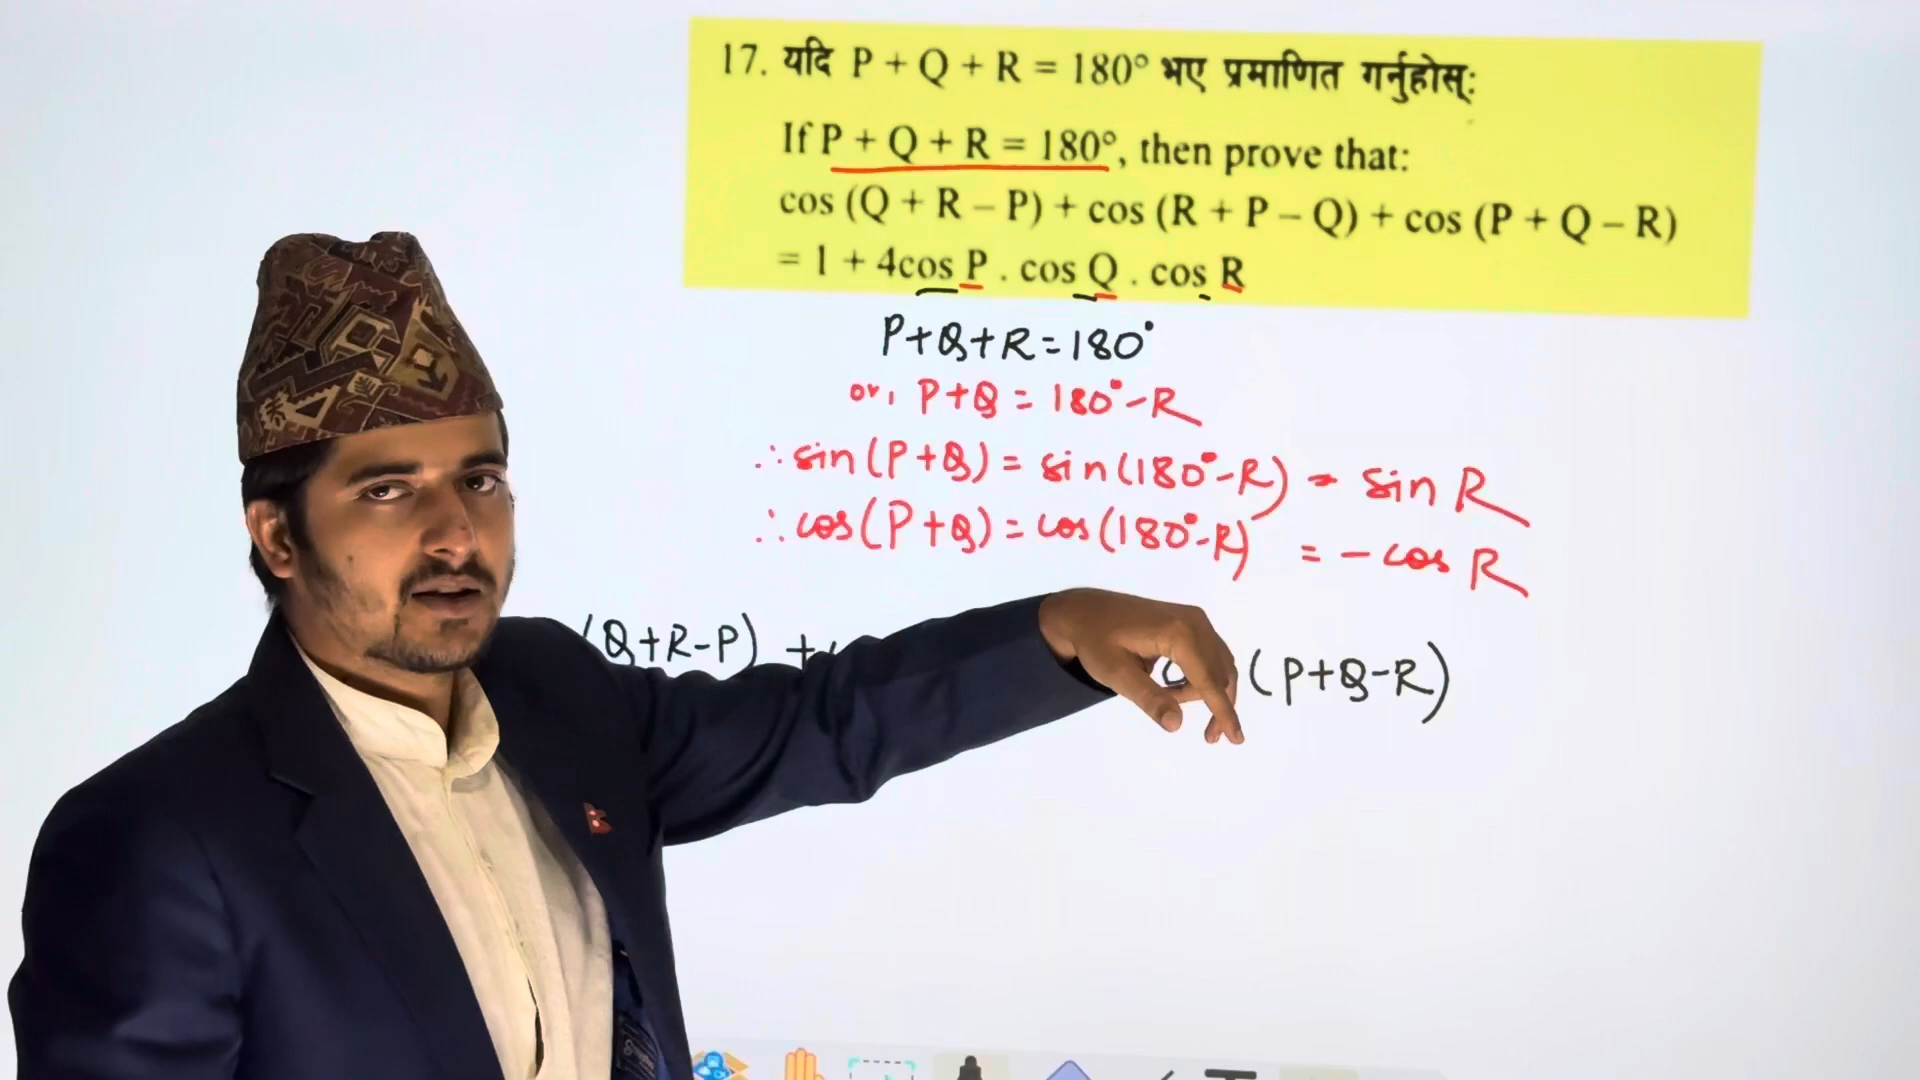 17. यदि P + Q + R = 180° भए प्रमाणित गर्नुहोस्:
If P + Q + R = 180°, then prove that:
cos (Q + R – P) + cos (R + P – Q) + cos (P + Q – R)
= 1 + 4cos P . cos Q . cos R
P+Q+R=180°
or, P+Q = 180°-R
∴ sin(P+Q) = sin(180°-R) = sin R
∴ cos(P+Q) = cos(180°-R) = - cos R
(Q+R-P) + (P+Q-R)